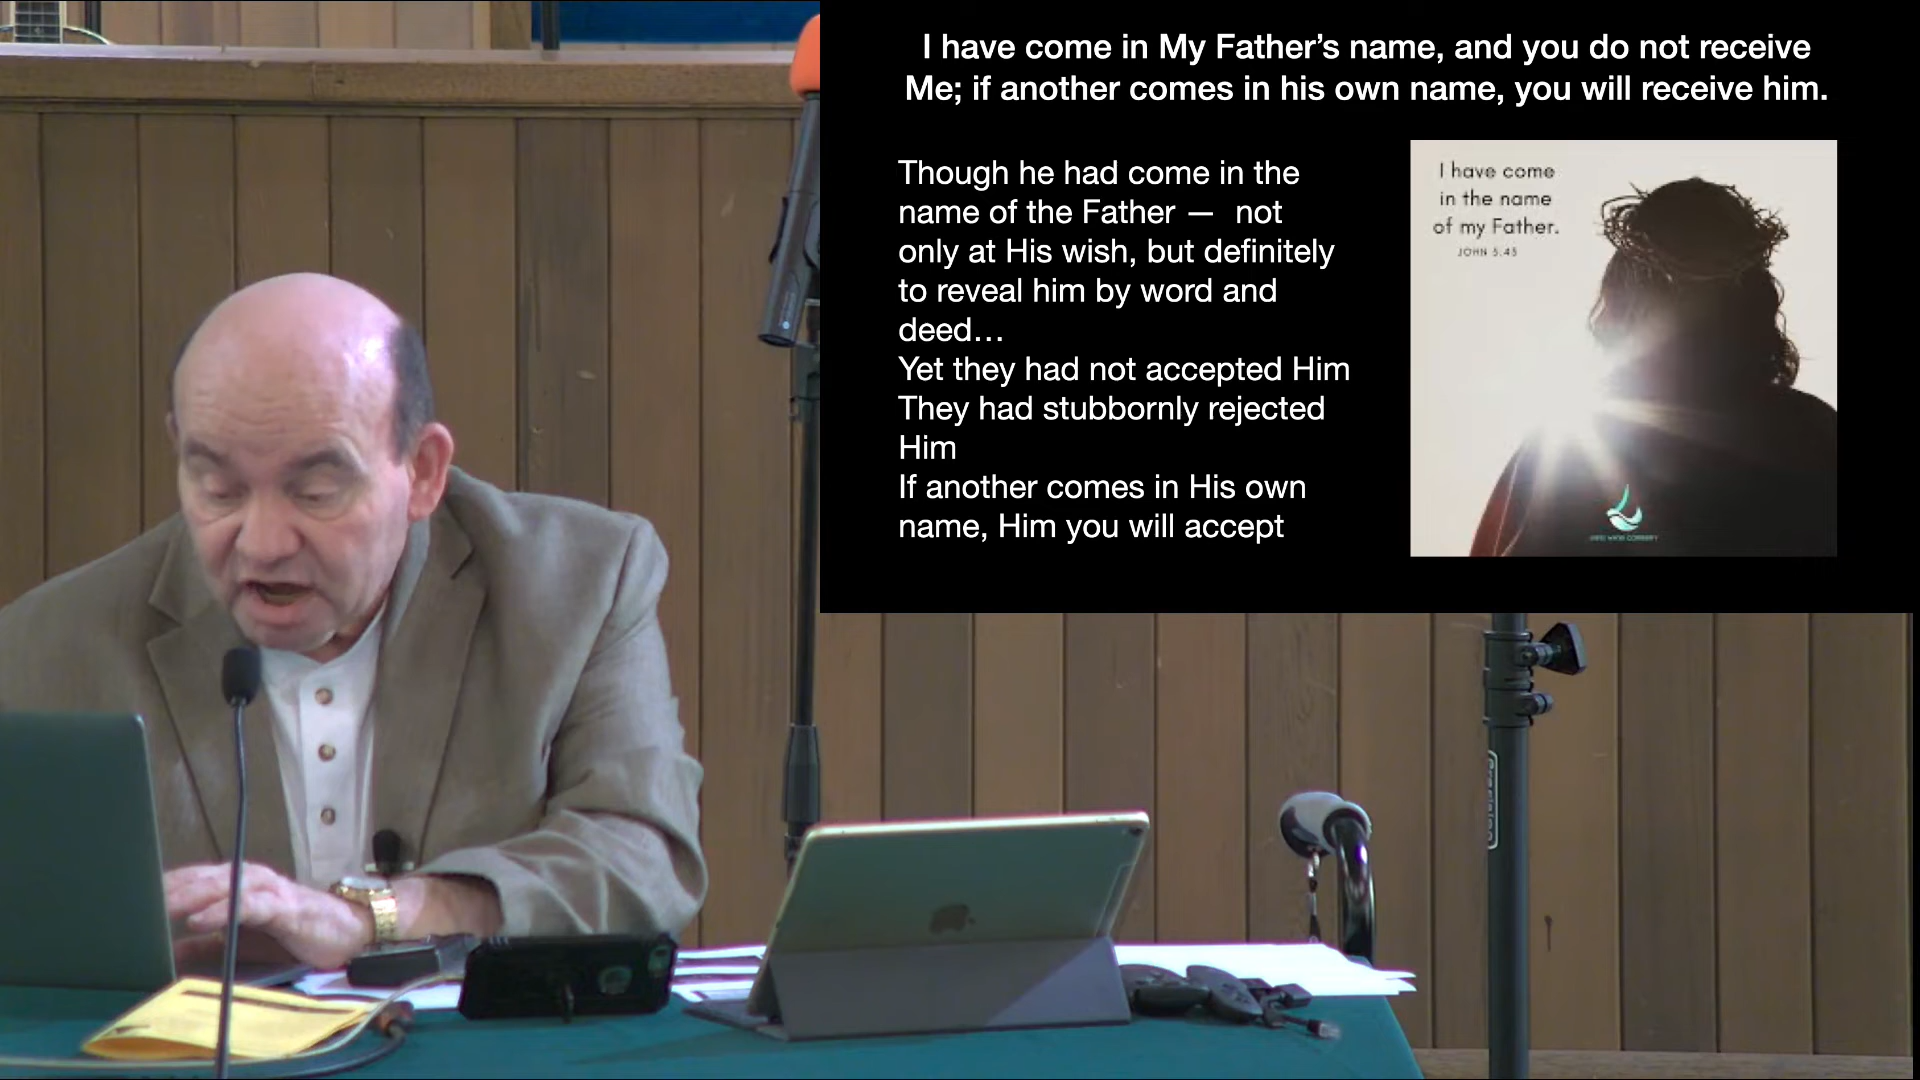 I have come in My Father’s name, and you do not receive
Me; if another comes in his own name, you will receive him.
Though he had come in the
name of the Father — not
only at His wish, but definitely
to reveal him by word and
deed…
Yet they had not accepted Him
They had stubbornly rejected
Him
If another comes in His own
name, Him you will accept
I have come
in the name
of my Father.
JOHN 5:43